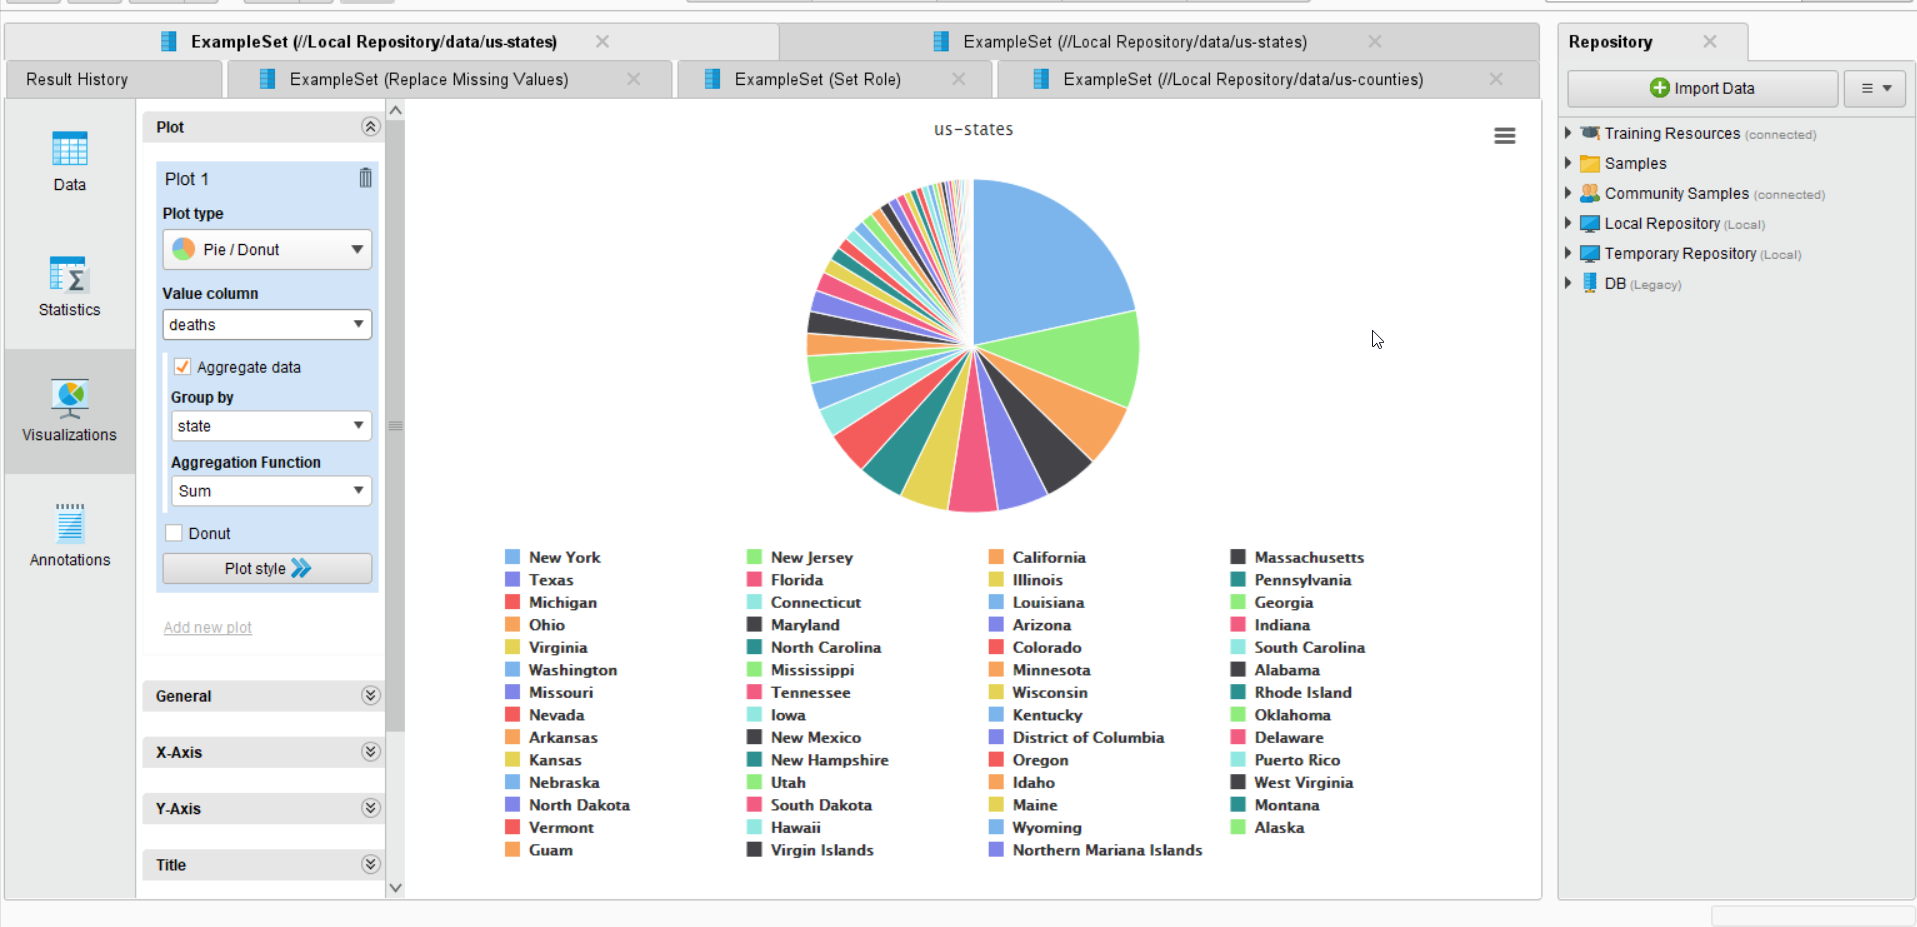 ExampleSet (//Local Repository/data/us-states)
ExampleSet (//Local Repository/data/us-states)
Result History
ExampleSet (Replace Missing Values)
ExampleSet (Set Role)
ExampleSet (//Local Repository/data/us-counties)
Data
Statistics
Visualizations
Annotations
Plot
Plot 1
Plot type
Pie / Donut
Value column
deaths
Aggregate data
Group by
state
Aggregation Function
Sum
Donut
Plot style
Add new plot
General
X-Axis
Y-Axis
Title
us-states
New York New Jersey California Massachusetts
Texas Florida Illinois Pennsylvania
Michigan Connecticut Louisiana Georgia
Ohio Maryland Arizona Indiana
Virginia North Carolina Colorado South Carolina
Washington Mississippi Minnesota Alabama
Missouri Tennessee Wisconsin Rhode Island
Nevada Iowa Kentucky Oklahoma
Arkansas New Mexico District of Columbia Delaware
Kansas New Hampshire Oregon Puerto Rico
Nebraska Utah Idaho West Virginia
North Dakota South Dakota Maine Montana
Vermont Hawaii Wyoming Alaska
Guam Virgin Islands Northern Mariana Islands
Repository
Import Data
Training Resources (connected)
Samples
Community Samples (connected)
Local Repository (Local)
Temporary Repository (Local)
DB (Legacy)